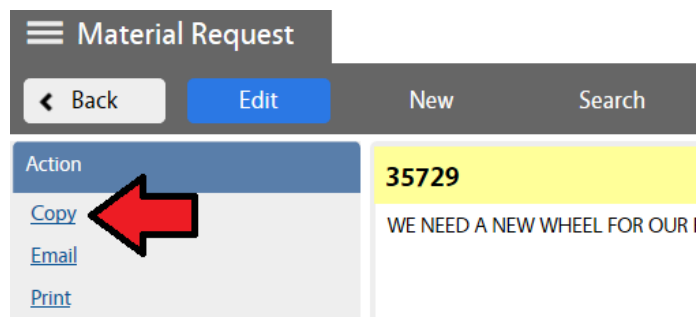 Material Request
Back Edit New Search
Action
Copy
Email
Print
35729
WE NEED A NEW WHEEL FOR OUR